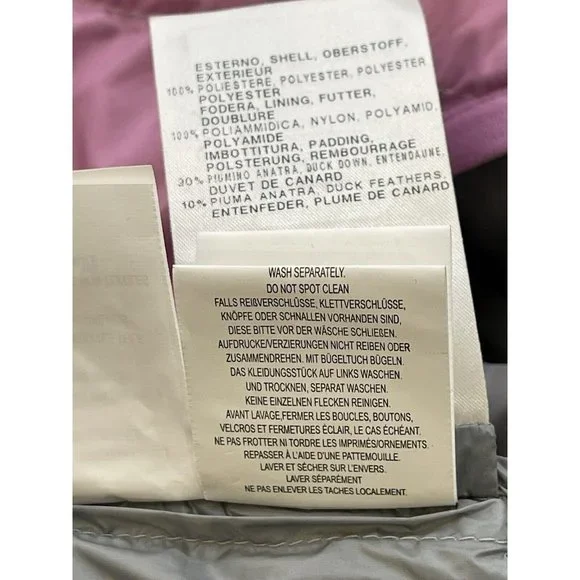 ESTERNO, SHELL, OBERSTOFF,
EXTERIEUR
100% POLIESTERE, POLYESTER, POLYESTER
POLYESTER
FODERA, LINING, FUTTER,
DOUBLURE
100% POLIAMMIDICA, NYLON, POLYAMID.
POLYAMIDE
IMBOTTITURA, PADDING,
POLSTERUNG, REMBOURRAGE
90% PIUMINO ANATRA, DUCK DOWN, ENTENDAUNE,
DUVET DE CANARD
10% PIUMA ANATRA, DUCK FEATHERS,
ENTENFEDER, PLUME DE CANARD
WASH SEPARATELY.
DO NOT SPOT CLEAN
FALLS REIßVERSCHLÜSSE, KLETTVERSCHLÜSSE,
KNÖPFE ODER SCHNALLEN VORHANDEN SIND,
DIESE BITTE VOR DER WÄSCHE SCHLIEẞEN.
AUFDRUCKE/VERZIERUNGEN NICHT REIBEN ODER
ZUSAMMENDREHEN. MIT BÜGELTUCH BÜGELN.
DAS KLEIDUNGSSTÜCK AUF LINKS WASCHEN.
UND TROCKNEN, SEPARAT WASCHEN.
KEINE EINZELNEN FLECKEN REINIGEN.
AVANT LAVAGE,FERMER LES BOUCLES, BOUTONS,
VELCROS ET FERMETURES ÉCLAIR, LE CAS ÉCHÉANT.
NE PAS FROTTER NI TORDRE LES IMPRIMÉS/ORNEMENTS.
REPASSER À L'AIDE D'UNE PATTEMOUILLE.
LAVER ET SÉCHER SUR L'ENVERS.
LAVER SÉPARÉMENT
NE PAS ENLEVER LES TACHES LOCALEMENT.